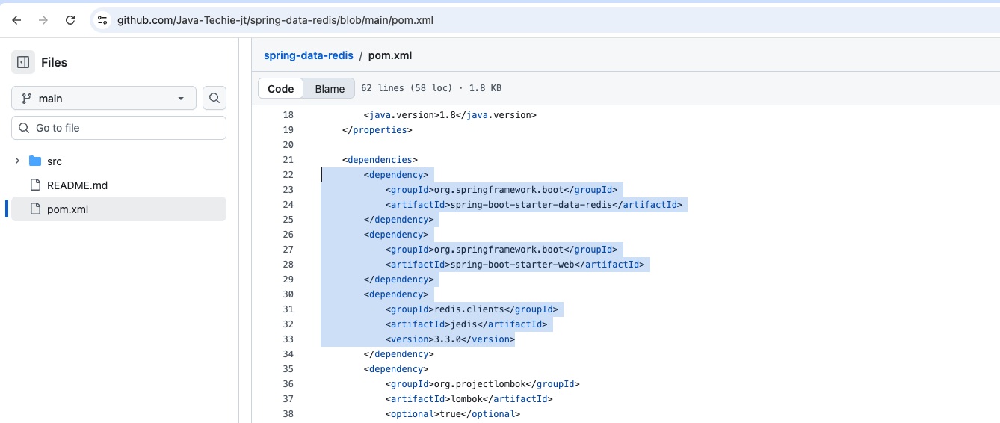 github.com/Java-Techie-jt/spring-data-redis/blob/main/pom.xml
Files
main
Go to file
src
README.md
pom.xml
spring-data-redis / pom.xml
Code Blame 62 lines (58 loc) · 1.8 KB
18 <java.version>1.8</java.version>
19 </properties>
20
21 <dependencies>
22 <dependency>
23 <groupId>org.springframework.boot</groupId>
24 <artifactId>spring-boot-starter-data-redis</artifactId>
25 </dependency>
26 <dependency>
27 <groupId>org.springframework.boot</groupId>
28 <artifactId>spring-boot-starter-web</artifactId>
29 </dependency>
30 <dependency>
31 <groupId>redis.clients</groupId>
32 <artifactId>jedis</artifactId>
33 <version>3.3.0</version>
34 </dependency>
35 <dependency>
36 <groupId>org.projectlombok</groupId>
37 <artifactId>lombok</artifactId>
38 <optional>true</optional>